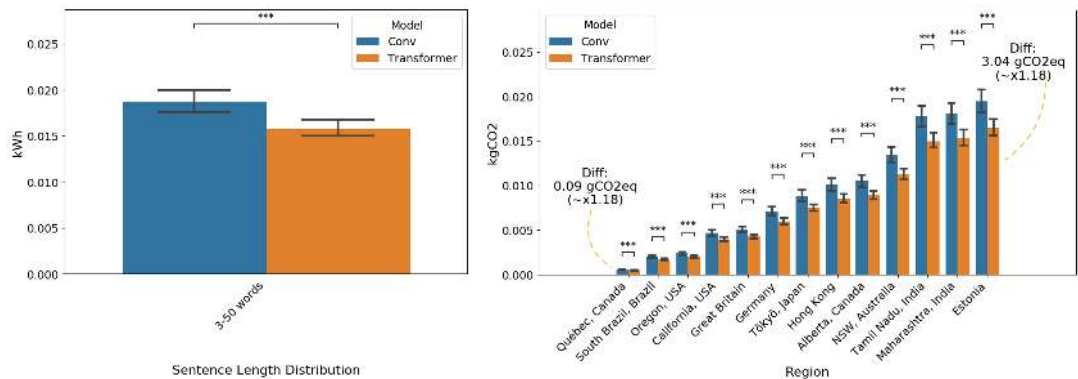 ***
Model
Conv
Transformer
0.025
0.020
0.015
0.010
0.005
0.000
kWh
3-50 words
Sentence Length Distribution
Model
Conv
Transformer
0.025
0.020
0.015
0.010
0.005
0.000
kgCO2
Diff:
0.09 gCO2eq
(~x1.18)
***
***
***
***
***
***
***
***
***
***
***
***
***
Diff:
3.04 gCO2eq
(~x1.18)
Québec, Canada
South Brazil, Brazil
Oregon, USA
California, USA
Great Britain
Germany
Tōkyō, Japan
Hong Kong
Alberta, Canada
NSW, Australia
Tamil Nadu, India
Maharashtra, India
Estonia
Region